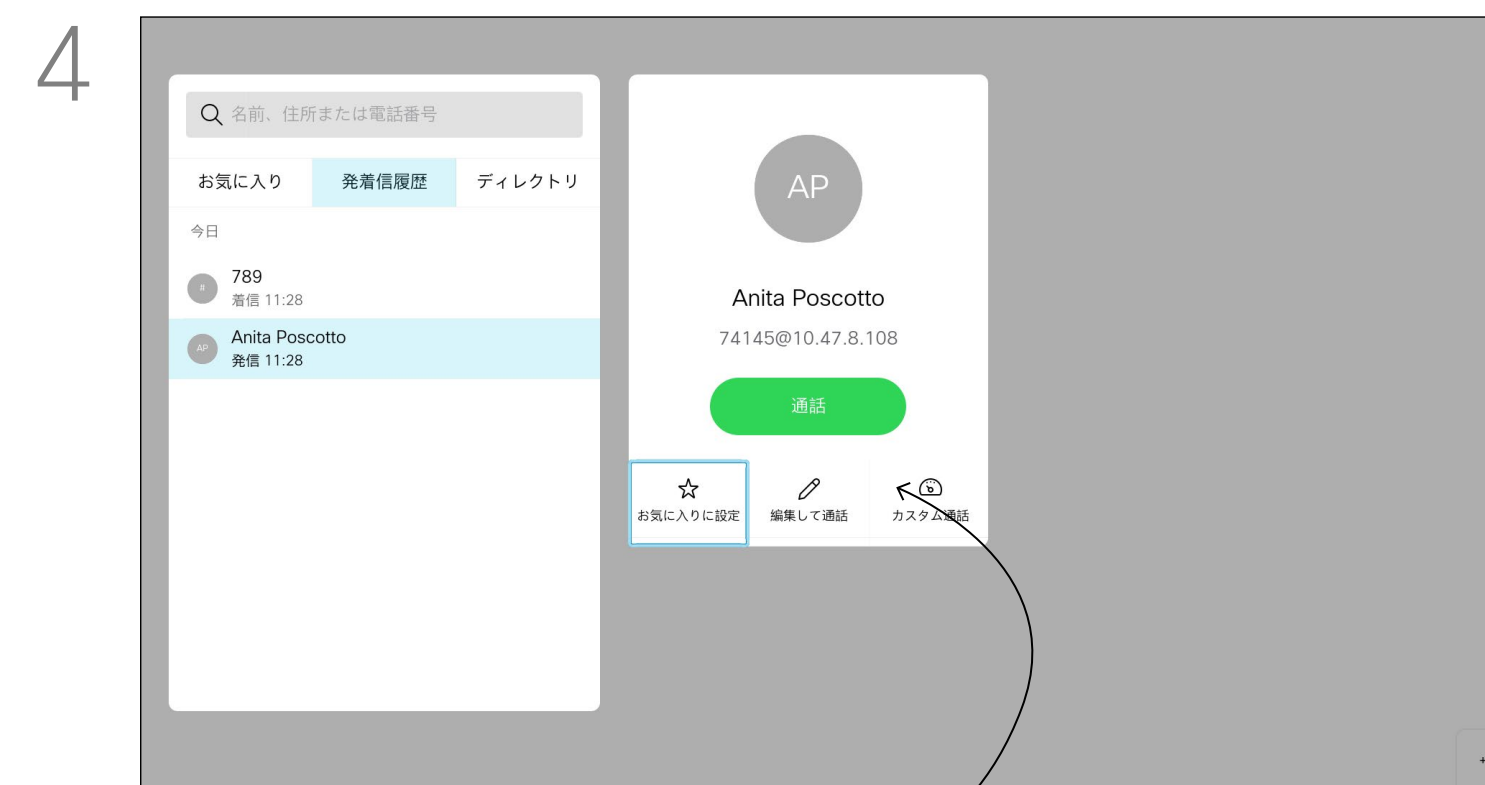 4
名前、住所または電話番号
お気に入り 発着信履歴 ディレクトリ
今日
#
789
着信 11:28
AP
Anita Poscotto
発信 11:28
AP
Anita Poscotto
74145@10.47.8.108
通話
お気に入りに設定 編集して通話 カスタム通話
+